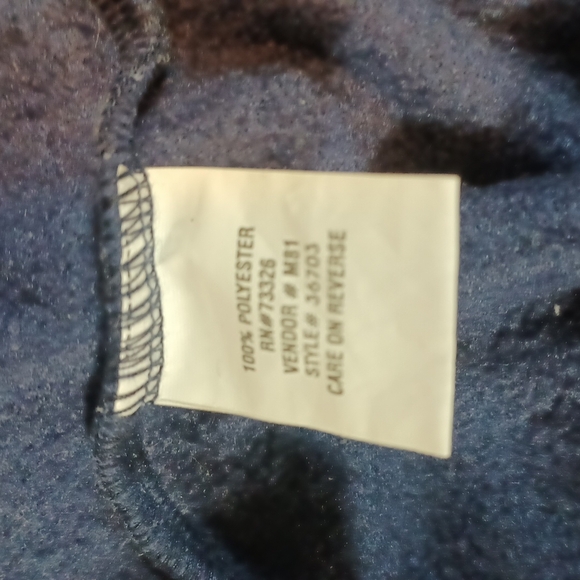 100% POLYESTER
RN#73326
VENDOR # M81
STYLE# 36703
CARE ON REVERSE